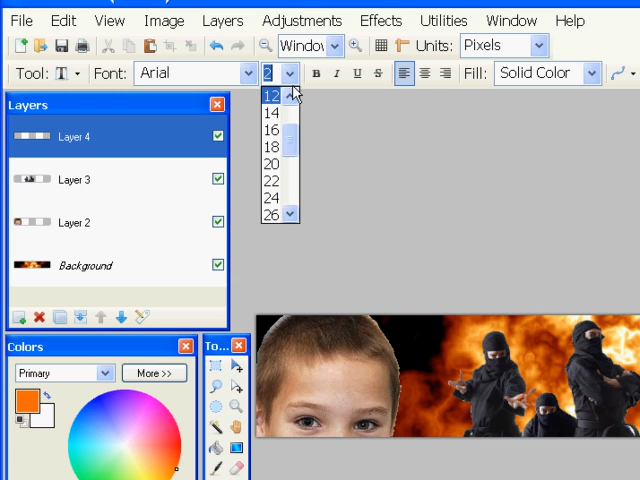 File Edit View Image Layers Adjustments Effects Utilities Window Help
Window Units: Pixels
Tool: T Font: Arial 2 B I U S Fill: Solid Color
12
14
16
18
20
22
24
26
Layers
Layer 4
Layer 3
Layer 2
Background
Colors
Primary More >>
To...